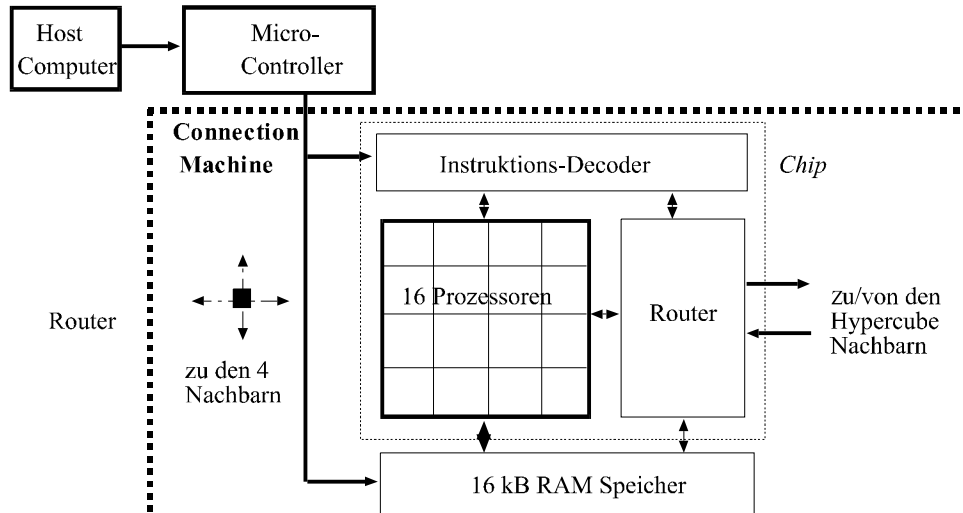 Host
Computer
Micro-
Controller
Connection
Machine
Instruktions-Decoder
Chip
16 Prozessoren
Router
zu/von den
Hypercube
Nachbarn
Router
zu den 4
Nachbarn
16 kB RAM Speicher